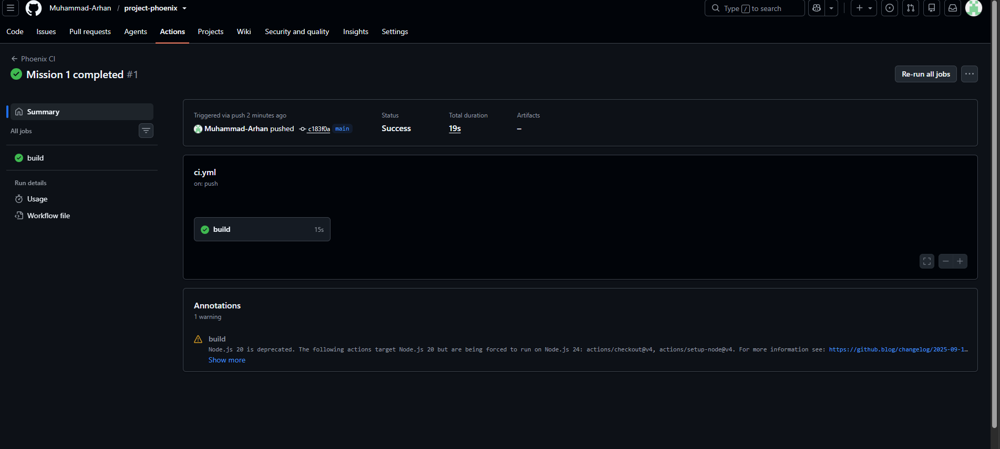 Muhammad-Arhan / project-phoenix
Type / to search
Code Issues Pull requests Agents Actions Projects Wiki Security and quality Insights Settings
← Phoenix CI
Mission 1 completed #1
Re-run all jobs
Summary
All jobs
build
Run details
Usage
Workflow file
Triggered via push 2 minutes ago
Muhammad-Arhan pushed c183f0a main
Status
Success
Total duration
19s
Artifacts
–
ci.yml
on: push
build 15s
Annotations
1 warning
build
Node.js 20 is deprecated. The following actions target Node.js 20 but are being forced to run on Node.js 24: actions/checkout@v4, actions/setup-node@v4. For more information see: https://github.blog/changelog/2025-09-1…
Show more